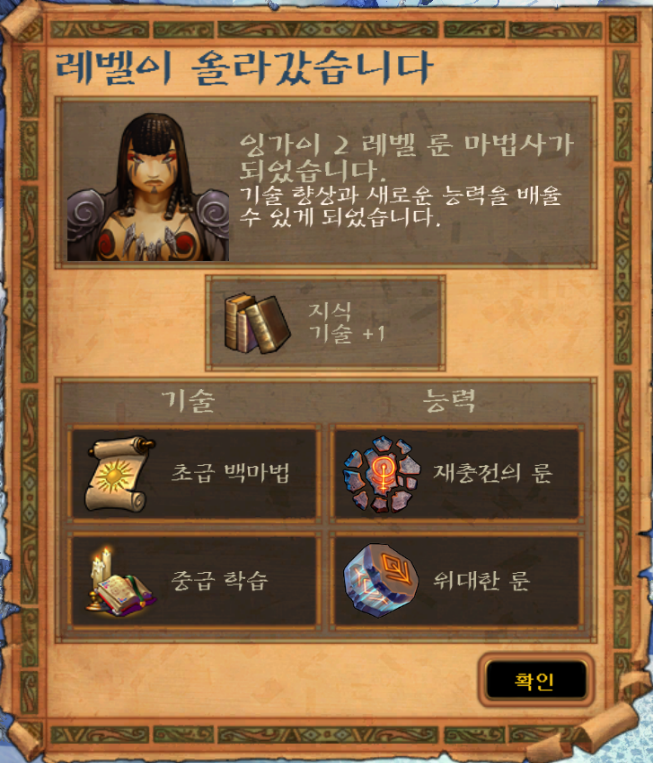 레벨이 올라갔습니다
잉가이 2 레벨 룬 마법사가
되었습니다.
기술 향상과 새로운 능력을 배울
수 있게 되었습니다.
지식
기술 +1
기술
능력
초급 백마법
재충전의 룬
중급 학습
위대한 룬
확인